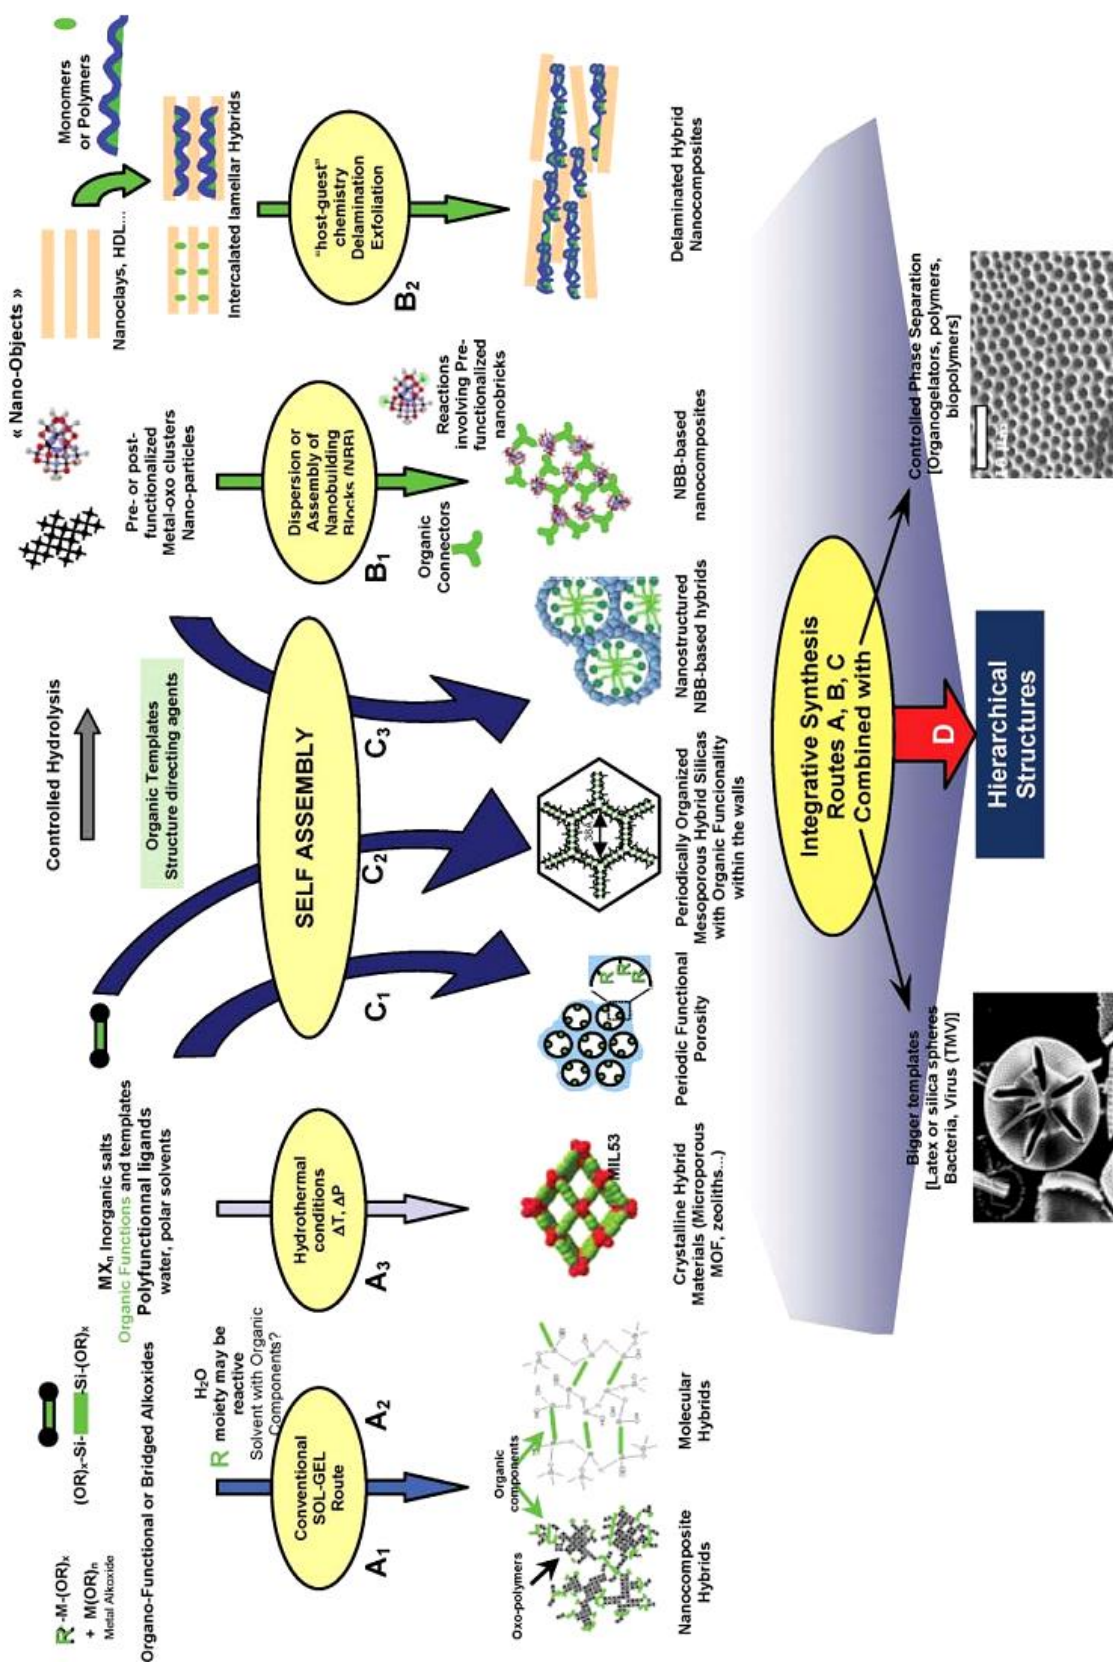 R-M-(OR)x
+ M(OR)n
Metal Alkoxide
(OR)x-Si- -Si-(OR)x
Organo-Functional or Bridged Alkoxides
MXn Inorganic salts
Organic Functions and templates
Polyfunctionnal ligands
water, polar solvents
Controlled Hydrolysis
Organic Templates
Structure directing agents
« Nano-Objects »
Pre- or post-
functionalized
Metal-oxo clusters
Nano-particles
Nanoclays, HDL...
Monomers
or Polymers
Intercalated lamellar Hybrids
H2O
R moiety may be
reactive
Solvent with Organic
Components?
Conventional
SOL-GEL
Route
A1
A2
Hydrothermal
conditions
ΔT, ΔP
A3
SELF ASSEMBLY
C1
C2
C3
Dispersion or
Assembly of
Nanobuilding
Blocks (NBB)
B1
"host-guest"
chemistry
Delamination
Exfoliation
B2
Organic
Connectors
Reactions
involving Pre-
functionalized
nanobricks
Oxo-polymers
Organic
components
MIL53
R
R
R
38Å
Nanocomposite
Hybrids
Molecular
Hybrids
Crystalline Hybrid
Materials (Microporous
MOF, zeoliths...)
Periodic Functional
Porosity
Periodically Organized
Mesoporous Hybrid Silicas
with Organic Funcionality
within the walls
Nanostructured
NBB-based hybrids
NBB-based
nanocomposites
Delaminated Hybrid
Nanocomposites
Integrative Synthesis
Routes A, B, C
Combined with
Bigger templates
[Latex or silica spheres
Bacteria, Virus (TMV)]
Controlled Phase Separation
[Organogelators, polymers,
biopolymers]
D
Hierarchical
Structures